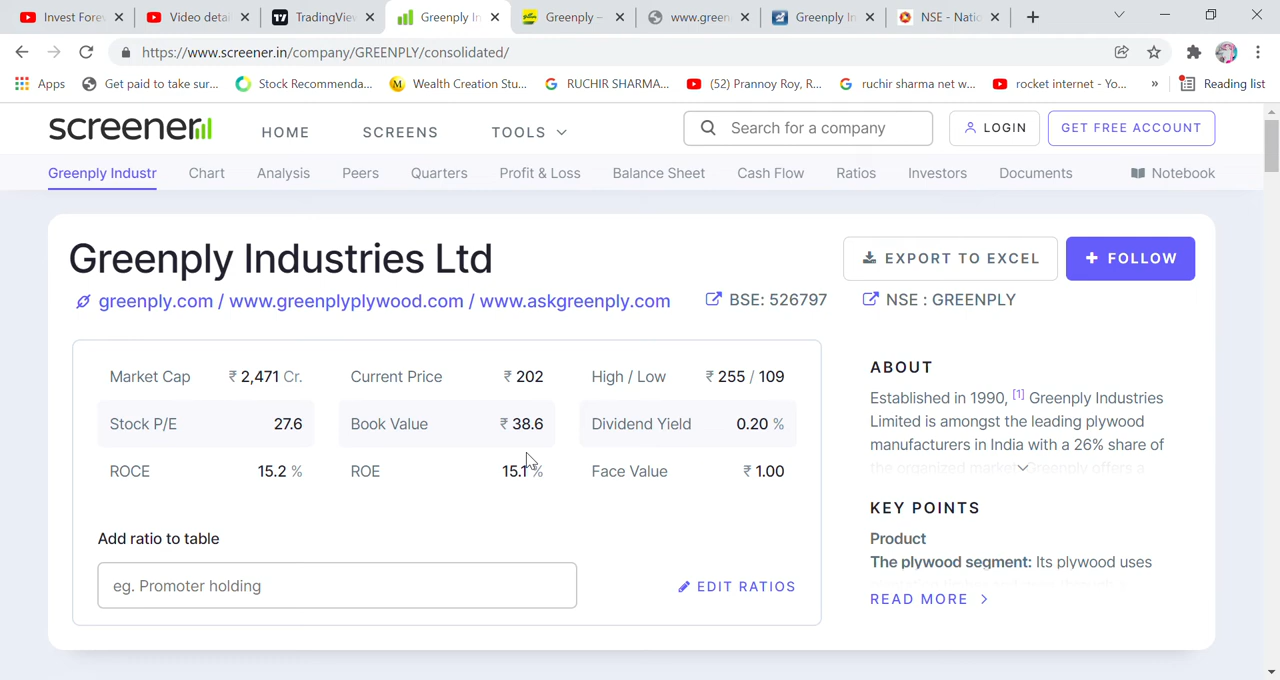 Invest Fore
Video detai
TradingVie
Greenply In
Greenply –
www.green
Greenply In
NSE - Natio
https://www.screener.in/company/GREENPLY/consolidated/
Apps
Get paid to take sur...
Stock Recommenda...
Wealth Creation Stu...
RUCHIR SHARMA...
(52) Prannoy Roy, R...
ruchir sharma net w...
rocket internet - Yo...
»
Reading list
screener
HOME
SCREENS
TOOLS
Search for a company
LOGIN
GET FREE ACCOUNT
Greenply Industr
Chart
Analysis
Peers
Quarters
Profit & Loss
Balance Sheet
Cash Flow
Ratios
Investors
Documents
Notebook
Greenply Industries Ltd
EXPORT TO EXCEL
+ FOLLOW
greenply.com / www.greenplyplywood.com / www.askgreenply.com
BSE: 526797
NSE : GREENPLY
Market Cap ₹ 2,471 Cr.
Current Price ₹ 202
High / Low ₹ 255 / 109
Stock P/E 27.6
Book Value ₹ 38.6
Dividend Yield 0.20 %
ROCE 15.2 %
ROE 15.1 %
Face Value ₹ 1.00
Add ratio to table
eg. Promoter holding
EDIT RATIOS
ABOUT
Established in 1990, [1] Greenply Industries
Limited is amongst the leading plywood
manufacturers in India with a 26% share of
the organized market. Greenply offers a
KEY POINTS
Product
The plywood segment: Its plywood uses
READ MORE